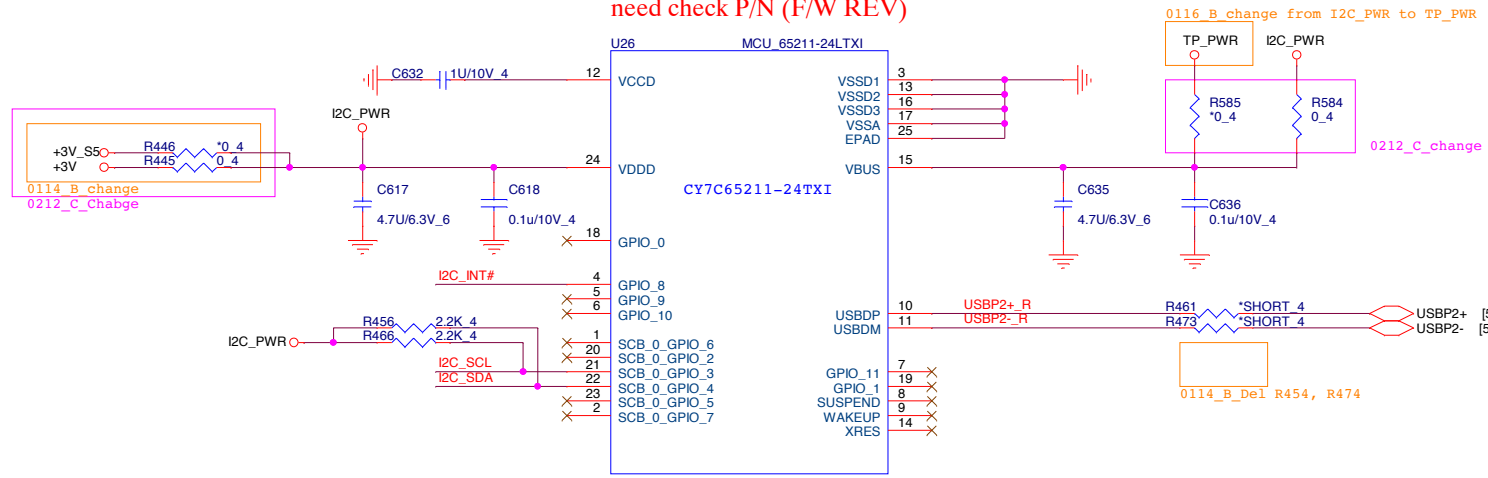 need check P/N (F/W REV)
0116_B_change from I2C_PWR to TP_PWR
U26 MCU_65211-24LTXI
TP_PWR I2C_PWR
C632 1U/10V_4 12 VCCD
VSSD1 3
VSSD2 13
VSSD3 16
VSSA 17
EPAD 25
R585
*0_4
R584
0_4
0212_C_change
I2C_PWR
+3V_S5 R446 *0_4
+3V R445 0_4
0114_B_change
0212_C_Chabge
24 VDDD
VBUS 15
CY7C65211-24TXI
C617
4.7U/6.3V_6
C618
0.1u/10V_4
C635
4.7U/6.3V_6
C636
0.1u/10V_4
18 GPIO_0
I2C_INT# 4 GPIO_8
5 GPIO_9
6 GPIO_10
USBDP 10 USBP2+_R R461 *SHORT_4 USBP2+ [5
USBDM 11 USBP2-_R R473 *SHORT_4 USBP2- [5
I2C_PWR
R456 2.2K_4
R466 2.2K_4
1 SCB_0_GPIO_6
20 SCB_0_GPIO_2
I2C_SCL 21 SCB_0_GPIO_3
I2C_SDA 22 SCB_0_GPIO_4
23 SCB_0_GPIO_5
2 SCB_0_GPIO_7
GPIO_11 7
GPIO_1 19
SUSPEND 8
WAKEUP 9
XRES 14
0114_B_Del R454, R474